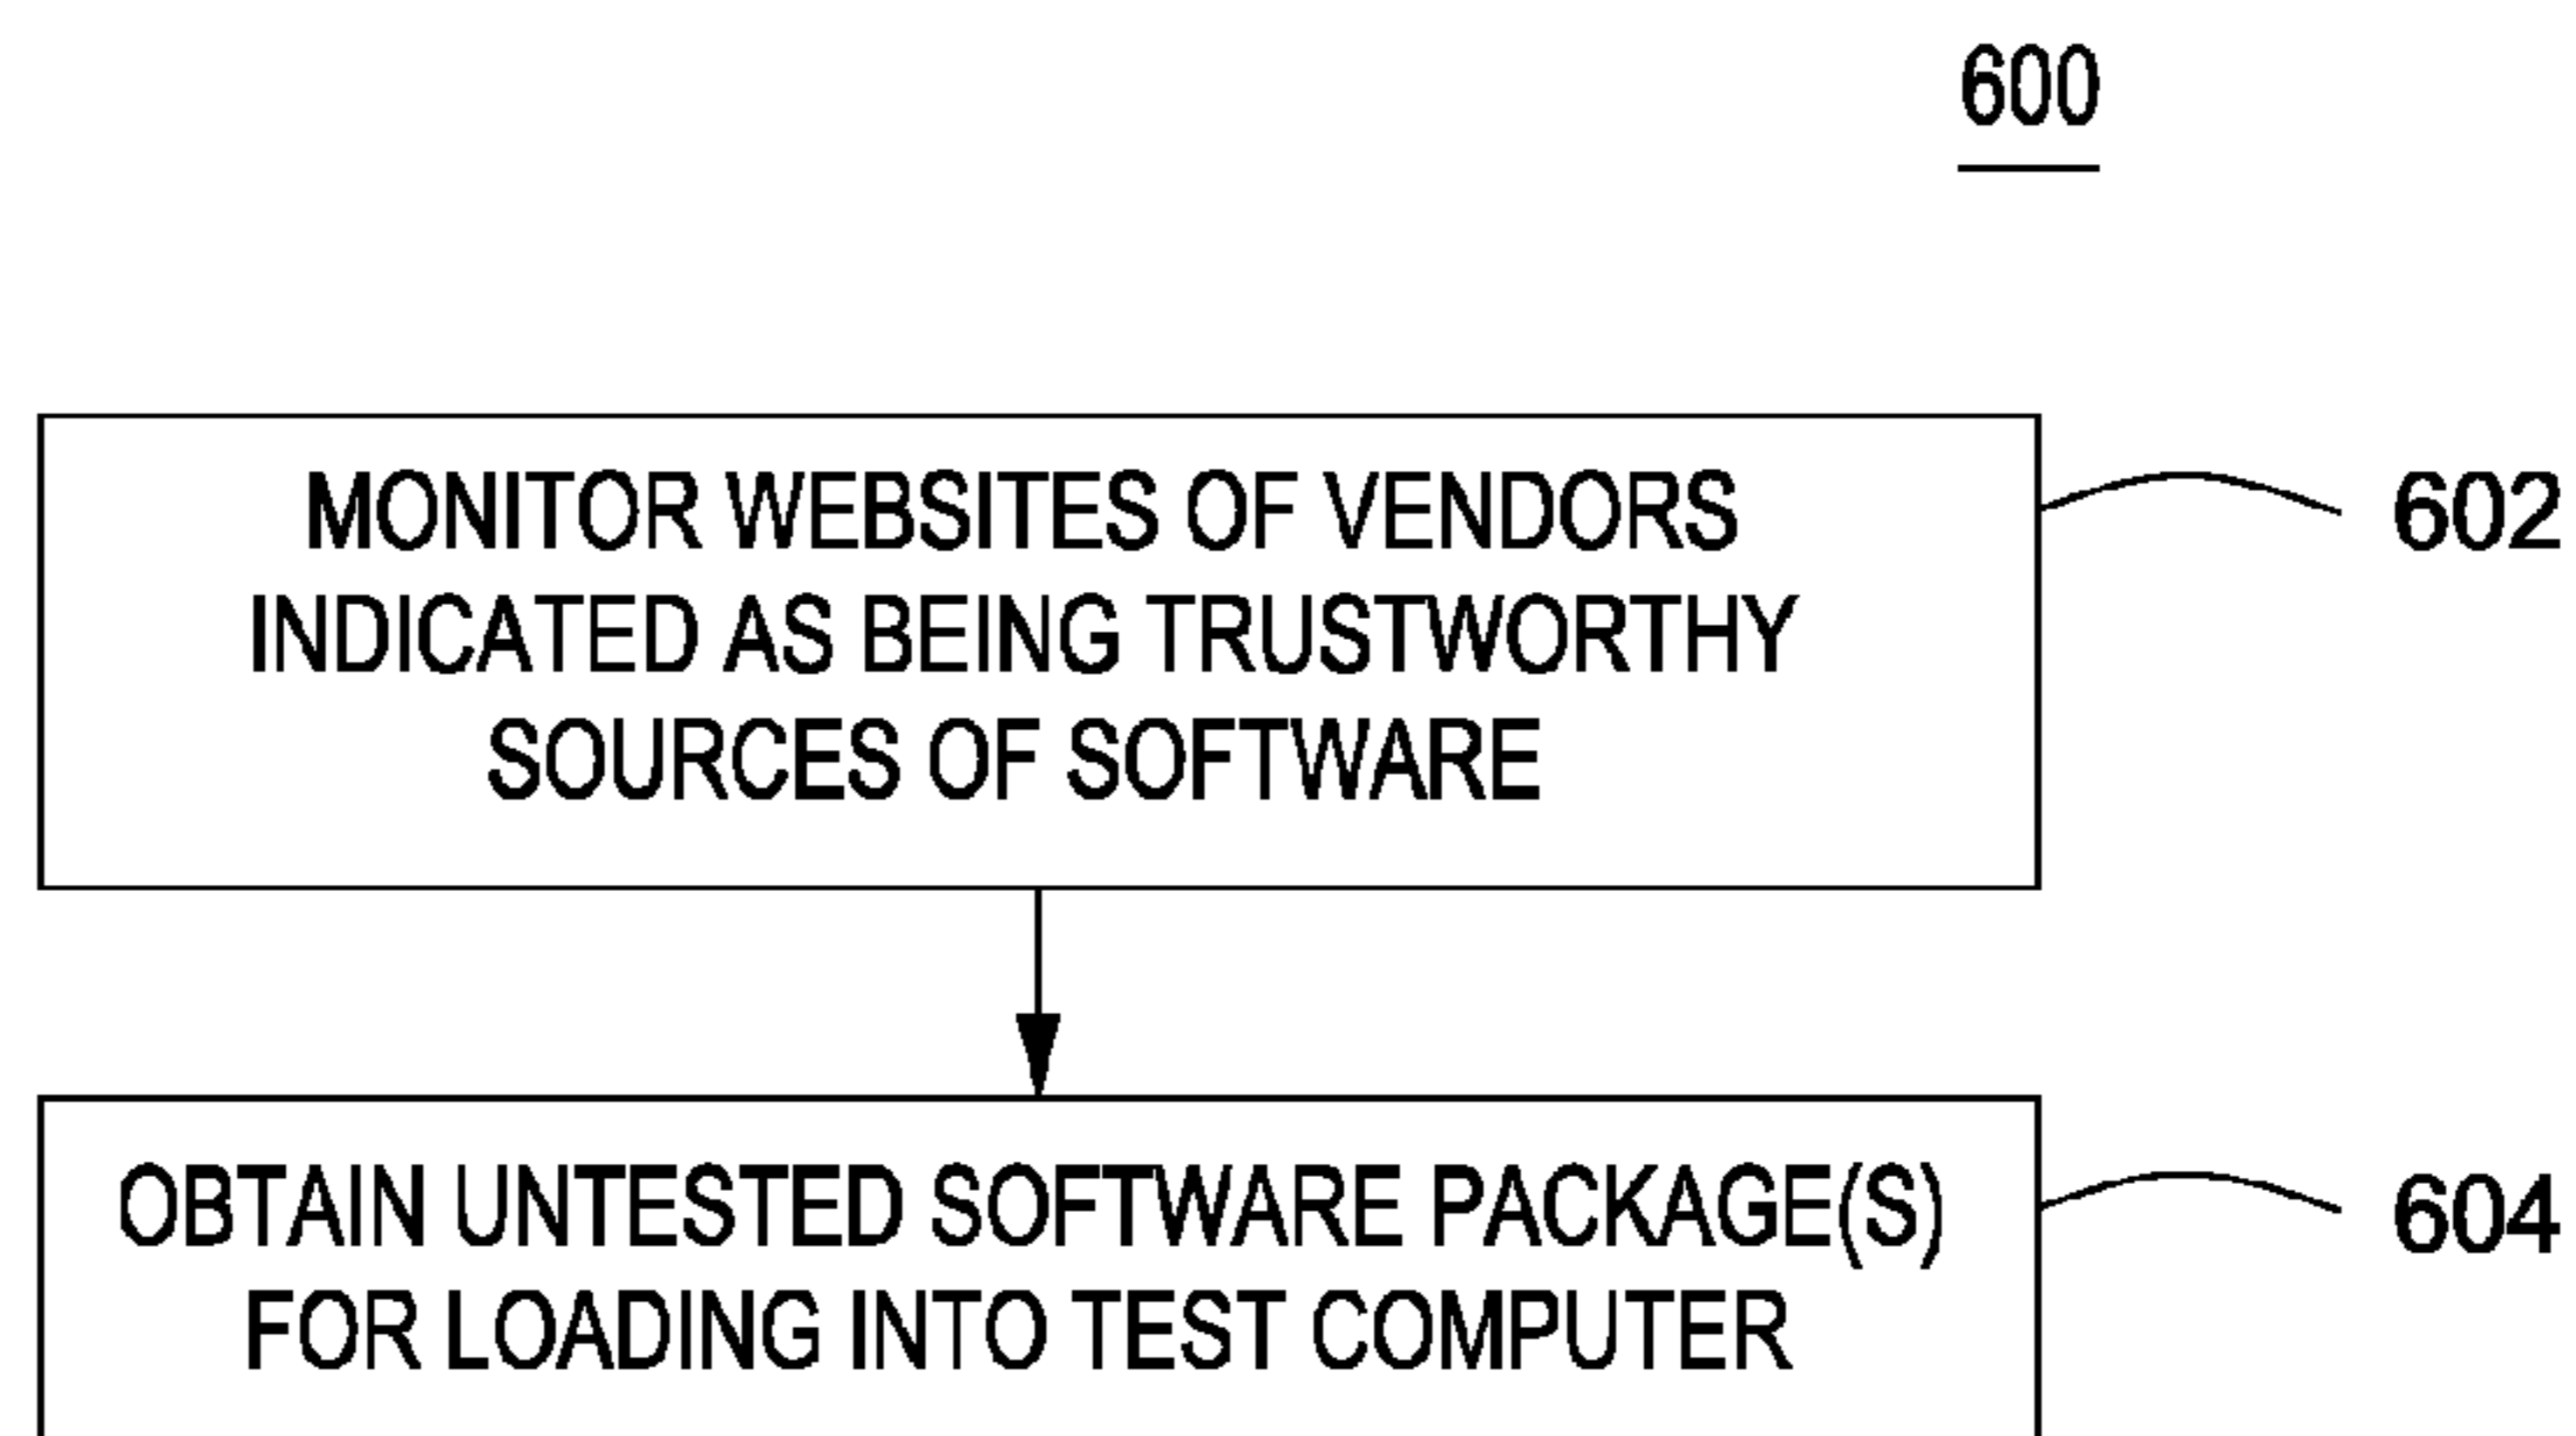 600
MONITOR WEBSITES OF VENDORS
602
INDICATED AS BEING TRUSTWORTHY
SOURCES OF SOFTWARE
OBTAIN UNTESTED SOFTWARE PACKAGE(S)
604
FOR LOADING INTO TEST COMPUTER